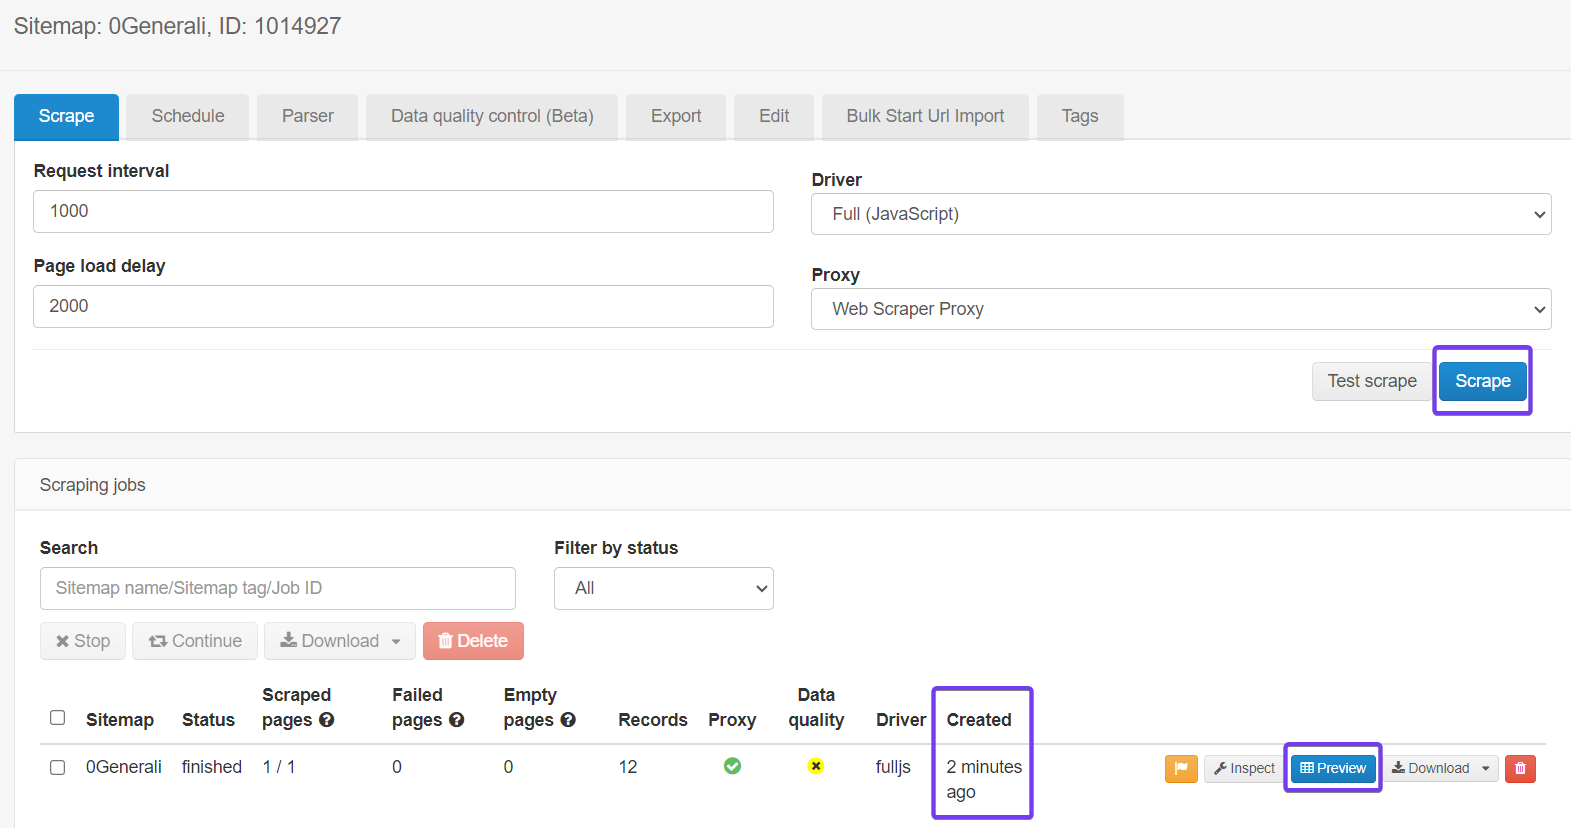 Sitemap: 0Generali, ID: 1014927
Scrape
Schedule
Parser
Data quality control (Beta)
Export
Edit
Bulk Start Url Import
Tags
Request interval
1000
Driver
Full (JavaScript)
Page load delay
2000
Proxy
Web Scraper Proxy
Test scrape
Scrape
Scraping jobs
Search
Sitemap name/Sitemap tag/Job ID
Filter by status
All
Stop
Continue
Download
Delete
Sitemap
Status
Scraped
pages
Failed
pages
Empty
pages
Records
Proxy
Data
quality
Driver
Created
0Generali
finished
1 / 1
0
0
12
fulljs
2 minutes
ago
Inspect
Preview
Download